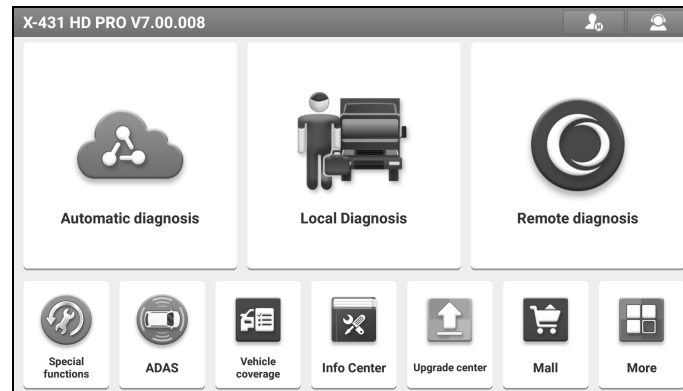 X-431 HD PRO V7.00.008
Automatic diagnosis
Local Diagnosis
Remote diagnosis
Special
functions
ADAS
Vehicle
coverage
Info Center
Upgrade center
Mall
More